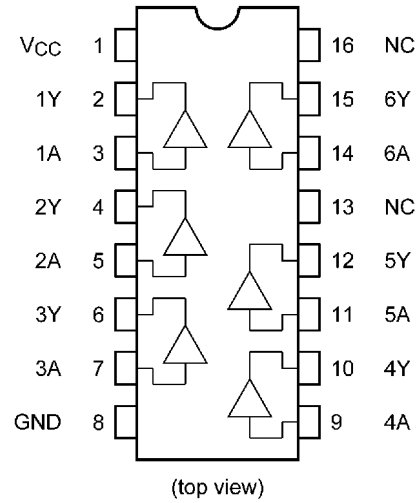 VCC 1 16 NC
1Y 2 15 6Y
1A 3 14 6A
2Y 4 13 NC
2A 5 12 5Y
3Y 6 11 5A
3A 7 10 4Y
GND 8 9 4A
(top view)